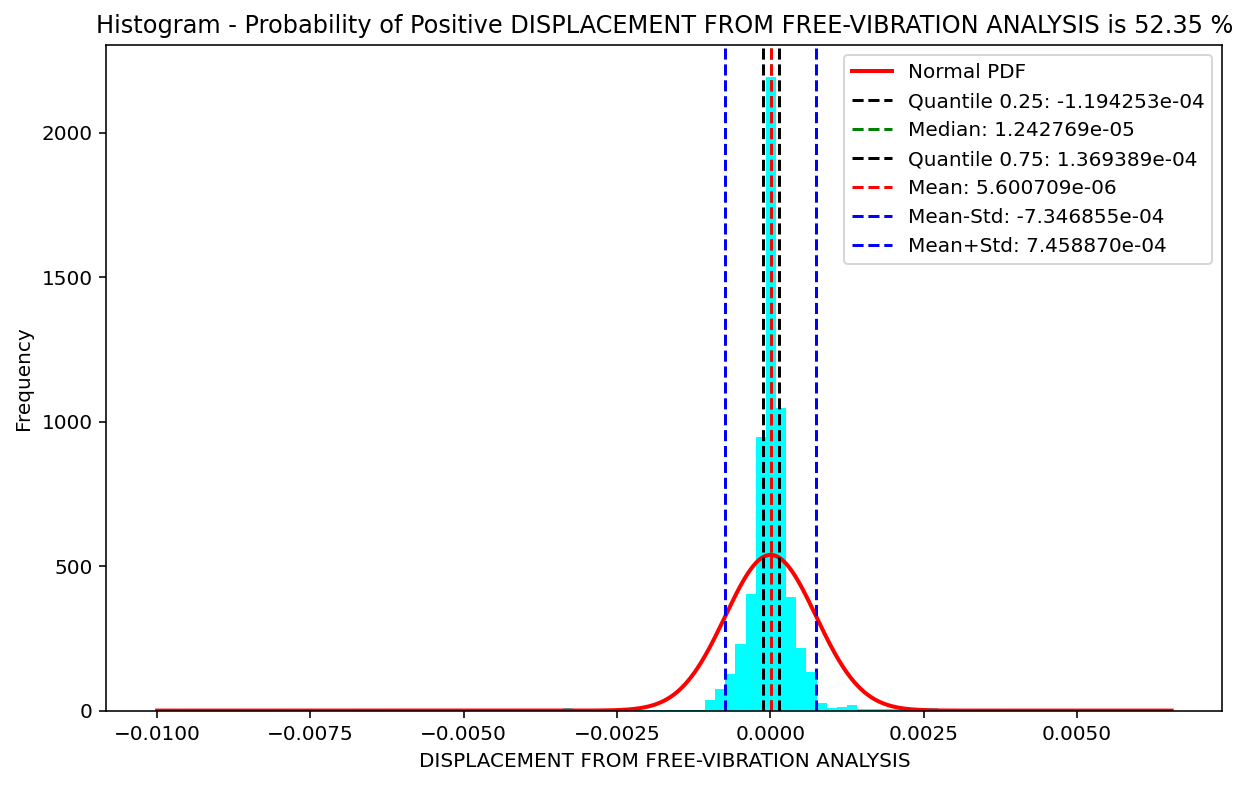 Histogram - Probability of Positive DISPLACEMENT FROM FREE-VIBRATION ANALYSIS is 52.35 %
Normal PDF
Quantile 0.25: -1.194253e-04
Median: 1.242769e-05
Quantile 0.75: 1.369389e-04
Mean: 5.600709e-06
Mean-Std: -7.346855e-04
Mean+Std: 7.458870e-04
Frequency
2000
1500
1000
500
0
−0.0100 −0.0075 −0.0050 −0.0025 0.0000 0.0025 0.0050
DISPLACEMENT FROM FREE-VIBRATION ANALYSIS